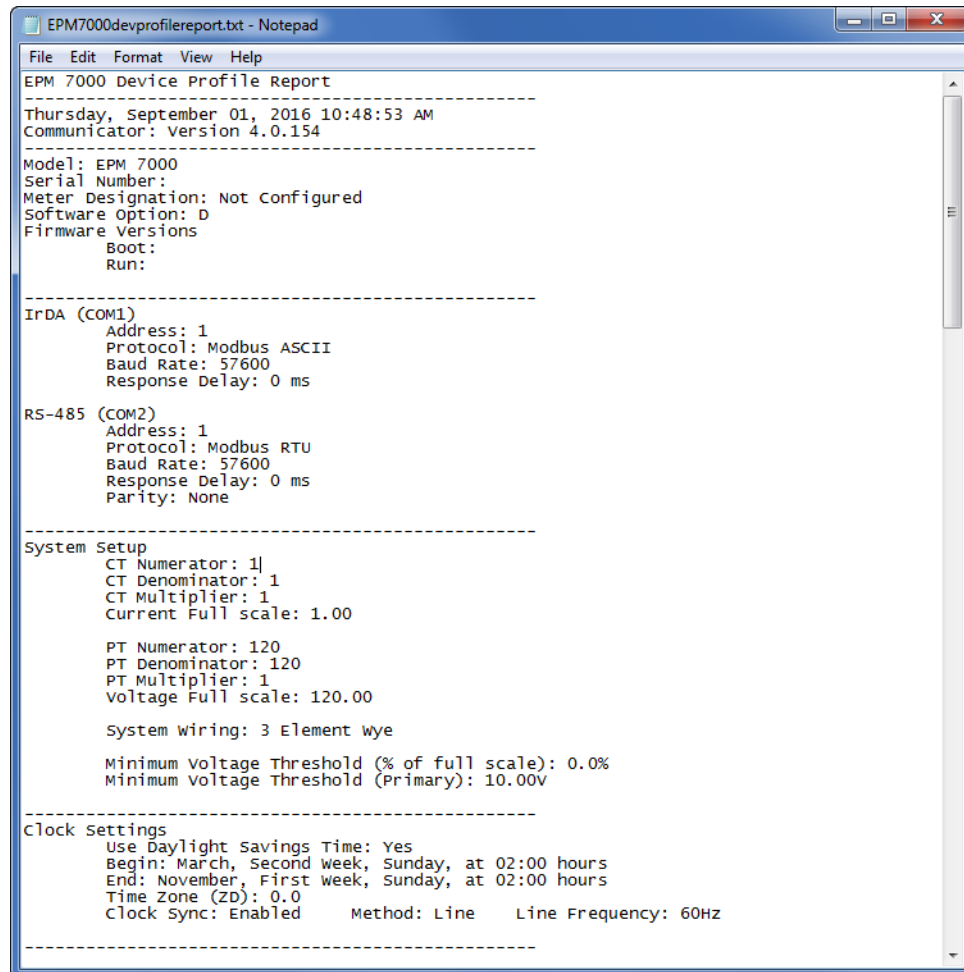 EPM7000devprofilereport.txt - Notepad
File Edit Format View Help
EPM 7000 Device Profile Report
--------------------------------------------------
Thursday, September 01, 2016 10:48:53 AM
Communicator: Version 4.0.154
--------------------------------------------------
Model: EPM 7000
Serial Number:
Meter Designation: Not Configured
Software Option: D
Firmware Versions
Boot:
Run:
--------------------------------------------------
IrDA (COM1)
Address: 1
Protocol: Modbus ASCII
Baud Rate: 57600
Response Delay: 0 ms
RS-485 (COM2)
Address: 1
Protocol: Modbus RTU
Baud Rate: 57600
Response Delay: 0 ms
Parity: None
--------------------------------------------------
System Setup
CT Numerator: 1
CT Denominator: 1
CT Multiplier: 1
Current Full scale: 1.00
PT Numerator: 120
PT Denominator: 120
PT Multiplier: 1
Voltage Full scale: 120.00
System Wiring: 3 Element Wye
Minimum Voltage Threshold (% of full scale): 0.0%
Minimum Voltage Threshold (Primary): 10.00V
--------------------------------------------------
Clock Settings
Use Daylight Savings Time: Yes
Begin: March, Second Week, Sunday, at 02:00 hours
End: November, First Week, Sunday, at 02:00 hours
Time Zone (ZD): 0.0
Clock Sync: Enabled Method: Line Line Frequency: 60Hz
--------------------------------------------------